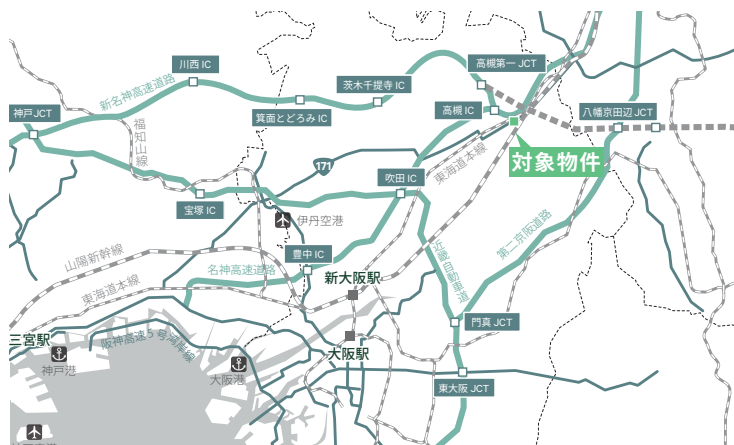 川西 IC
高槻第一 JCT
新名神高速道路
茨木千提寺 IC
神戸JCT
箕面とどろみ IC
高槻 IC
八幡京田辺 JCT
福知山線
東海道本線
対象物件
171
吹田 IC
宝塚 IC
伊丹空港
第二京阪道路
山陽新幹線
豊中 IC
近畿自動車道
名神高速道路
新大阪駅
東海道本線
門真 JCT
三宮駅
阪神高速5号湾岸線
大阪駅
神戸港
大阪港
東大阪 JCT